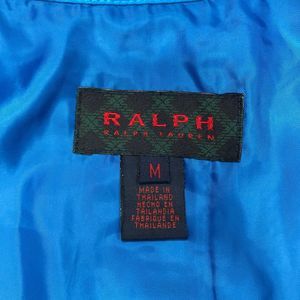 RALPH
RALPH LAUREN
M
MADE IN
THAILAND
HECHO EN
TAILANDIA
FABRIQUE EN
THAILANDE